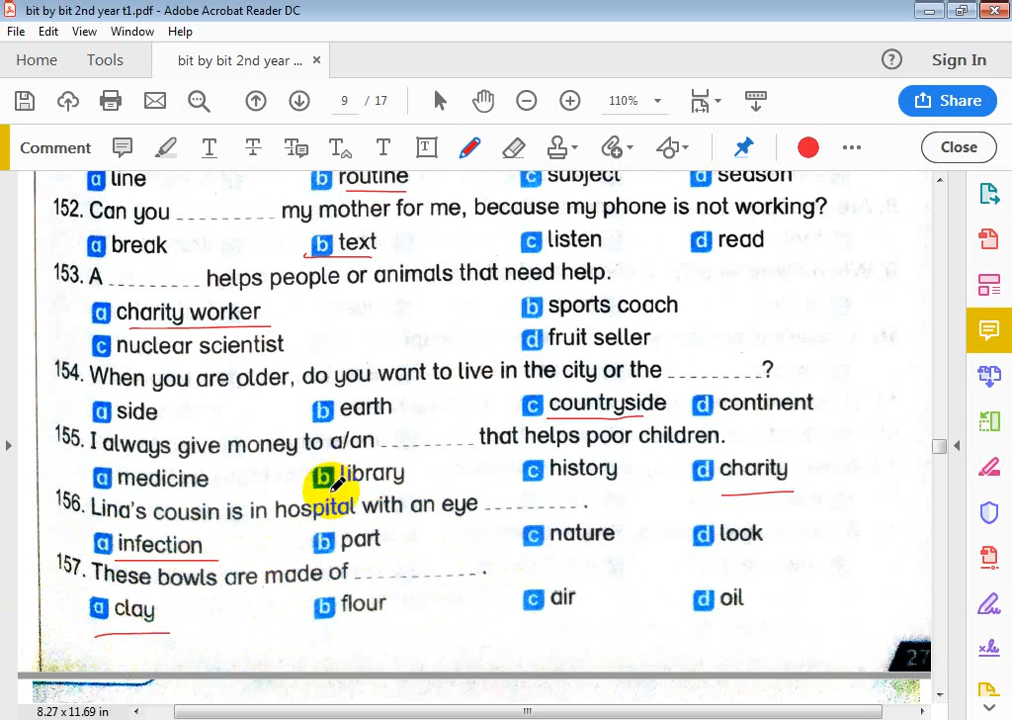 bit by bit 2nd year t1.pdf - Adobe Acrobat Reader DC
File Edit View Window Help
Home Tools bit by bit 2nd year ... × Sign In
9 / 17 110% Share
Comment Close
a line b routine c subject d season
152. Can you __________ my mother for me, because my phone is not working?
a break b text c listen d read
153. A __________ helps people or animals that need help.
a charity worker b sports coach
c nuclear scientist d fruit seller
154. When you are older, do you want to live in the city or the __________ ?
a side b earth c countryside d continent
155. I always give money to a/an __________ that helps poor children.
a medicine b library c history d charity
156. Lina's cousin is in hospital with an eye __________ .
a infection b part c nature d look
157. These bowls are made of __________ .
a clay b flour c air d oil
27
8.27 x 11.69 in